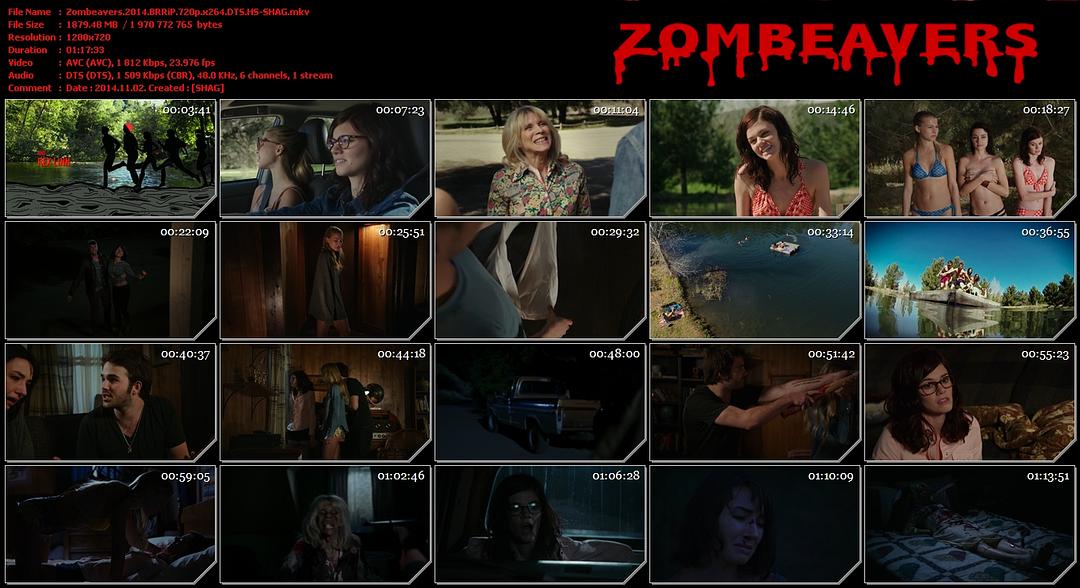 File Name : Zombeavers.2014.BRRiP.720p.x264.DTS.HS-SHAG.mkv
File Size : 1879.48 MB / 1 970 772 765 bytes
Resolution : 1280x720
Duration : 01:17:33
Video : AVC (AVC), 1 812 Kbps, 23.976 fps
Audio : DTS (DTS), 1 509 Kbps (CBR), 48.0 KHz, 6 channels, 1 stream
Comment : Date : 2014.11.02. Created : [SHAG]
ZOMBEAVERS
00:03:41
00:07:23
00:11:04
00:14:46
00:18:27
00:22:09
00:25:51
00:29:32
00:33:14
00:36:55
00:40:37
00:44:18
00:48:00
00:51:42
00:55:23
00:59:05
01:02:46
01:06:28
01:10:09
01:13:51